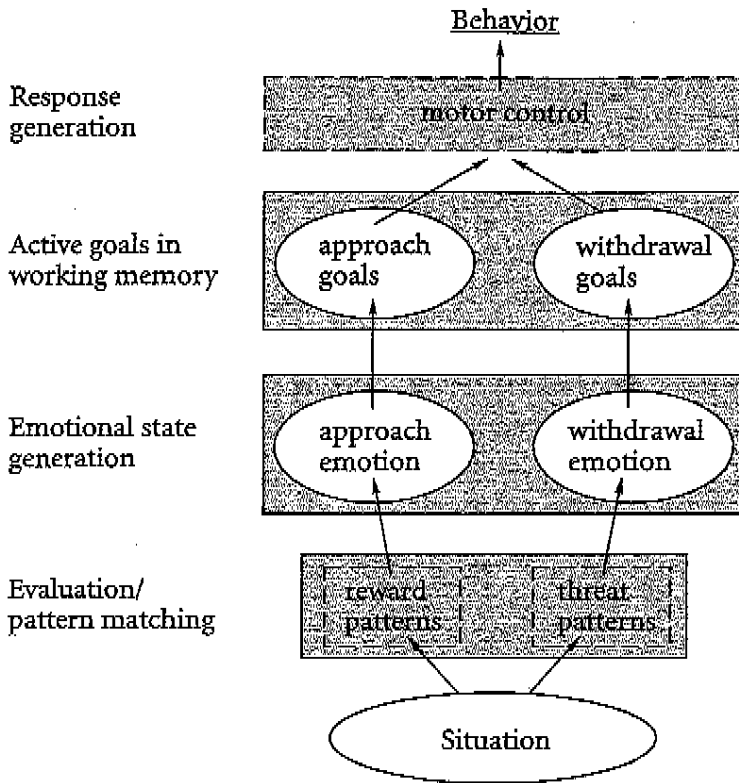 Behavior
Response
generation
motor control
Active goals in
working memory
approach
goals
withdrawal
goals
Emotional state
generation
approach
emotion
withdrawal
emotion
Evaluation/
pattern matching
reward
patterns
threat
patterns
Situation